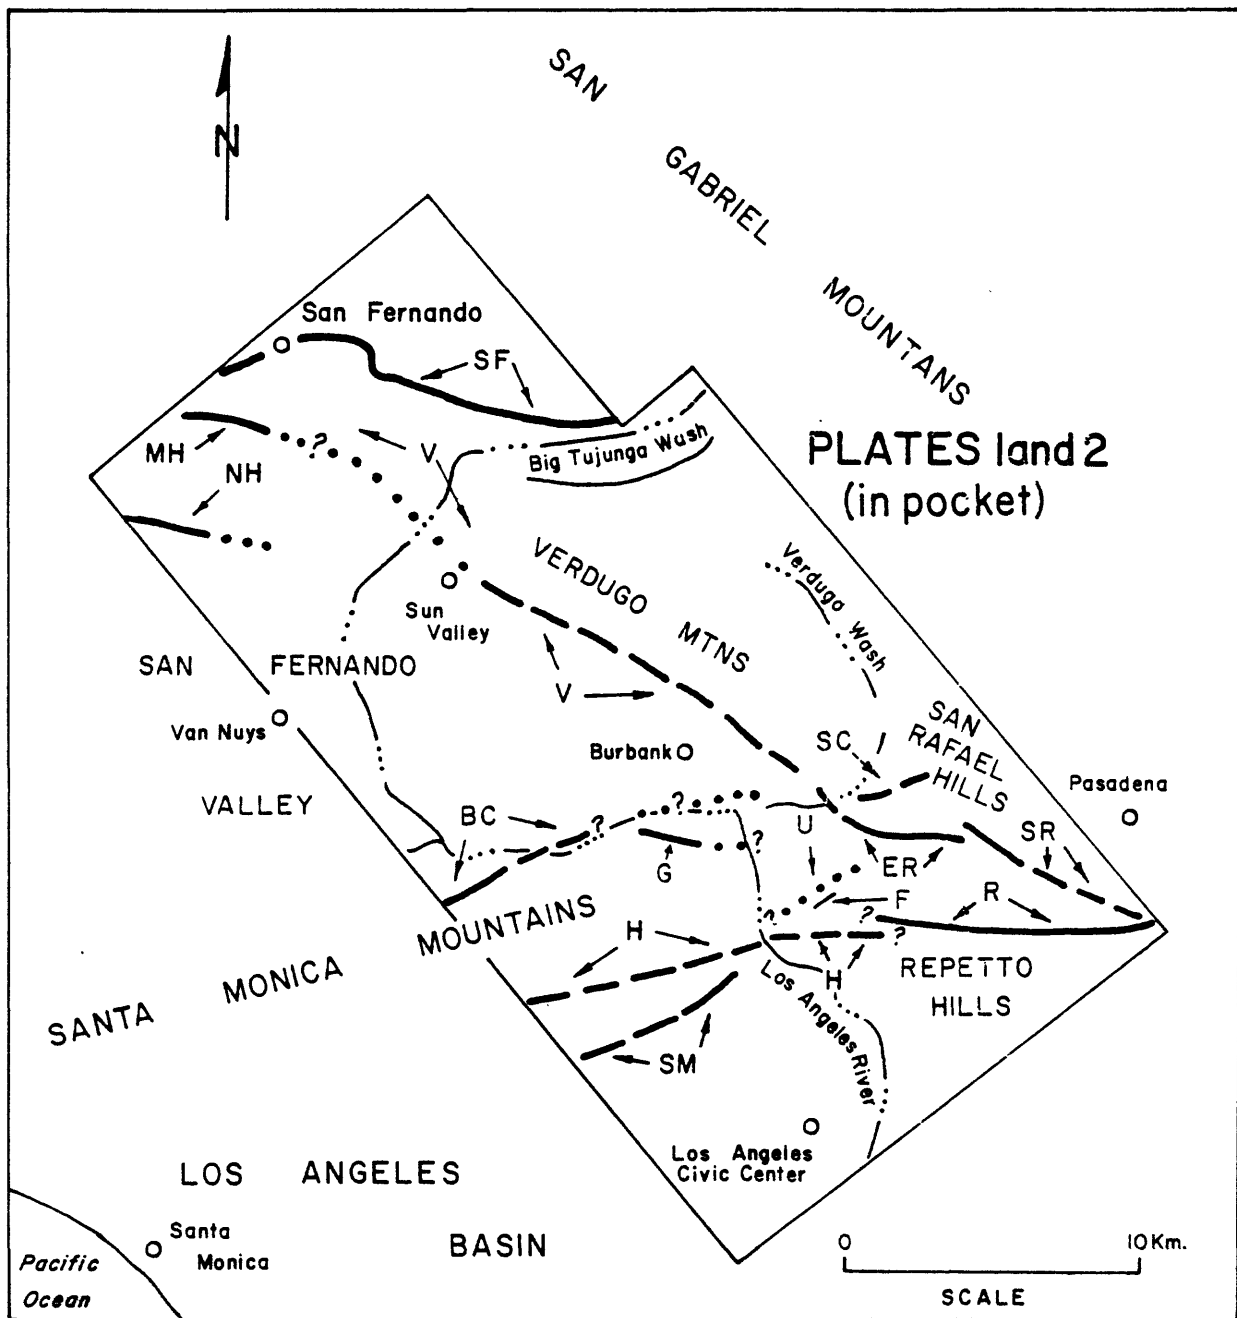 SAN
GABRIEL
MOUNTANS
N
San Fernando
SF
PLATES 1and 2
(in pocket)
MH
?
V
Big Tujunga Wash
NH
VERDUGO
MTNS
Verdugo Wash
Sun
Valley
SAN FERNANDO
V
Van Nuys
VALLEY
Burbank
SC
SAN
RAFAEL
HILLS
Pasadena
BC
?
?
U
SR
G
?
ER
F
R
SANTA MONICA MOUNTAINS
H
?
?
?
H
REPETTO
HILLS
Los Angeles River
SM
Los Angeles
Civic Center
LOS ANGELES
BASIN
Santa
Monica
Pacific
Ocean
0 10 Km.
SCALE